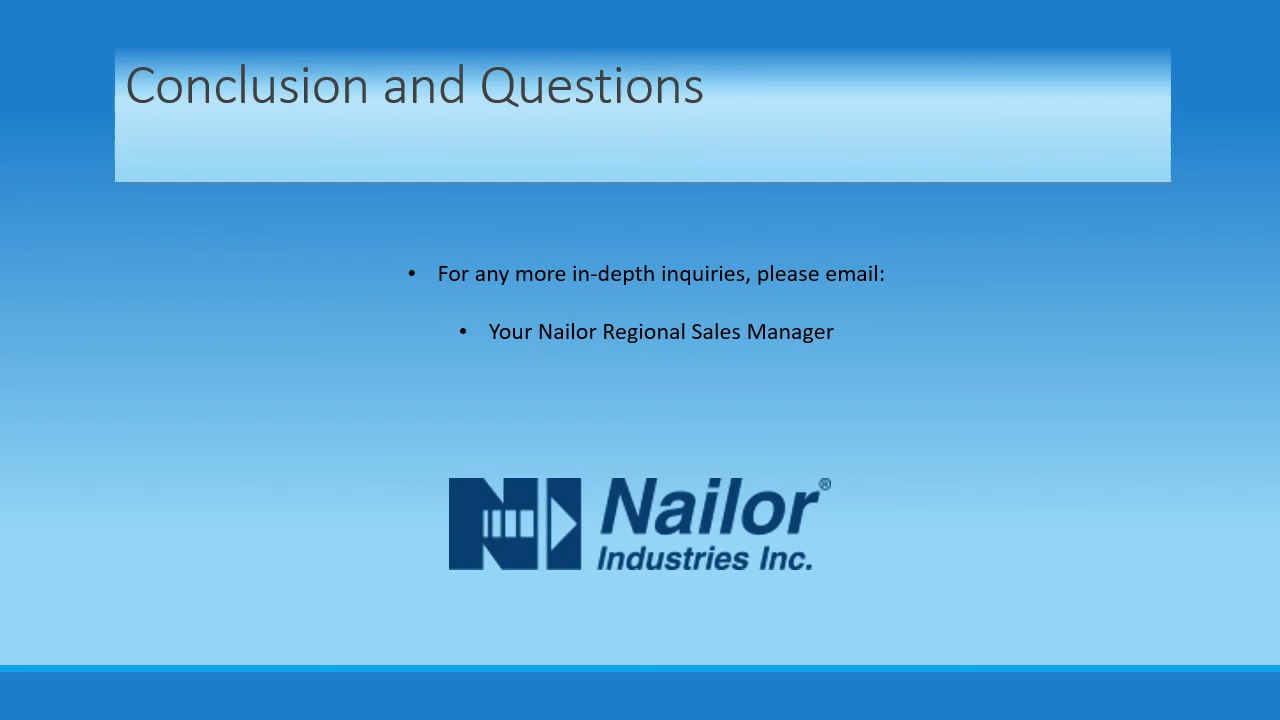 Conclusion and Questions
• For any more in-depth inquiries, please email:
• Your Nailor Regional Sales Manager
Nailor®
Industries Inc.